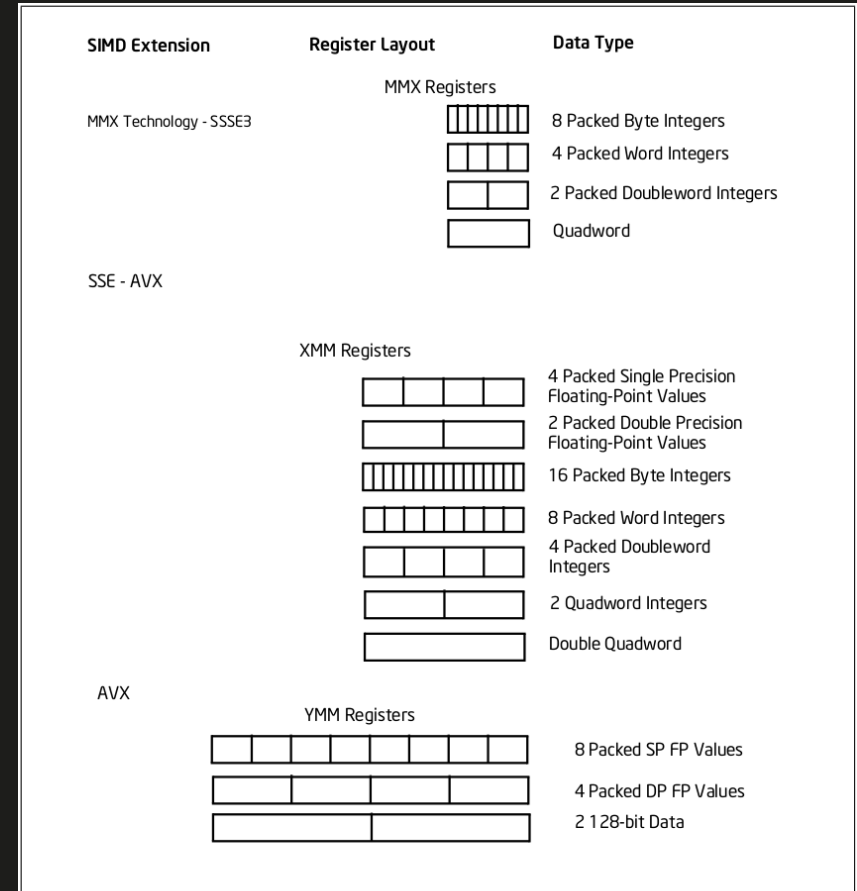 SIMD Extension Register Layout Data Type
MMX Registers
MMX Technology - SSSE3 8 Packed Byte Integers
4 Packed Word Integers
2 Packed Doubleword Integers
Quadword
SSE - AVX
XMM Registers
4 Packed Single Precision
Floating-Point Values
2 Packed Double Precision
Floating-Point Values
16 Packed Byte Integers
8 Packed Word Integers
4 Packed Doubleword
Integers
2 Quadword Integers
Double Quadword
AVX
YMM Registers
8 Packed SP FP Values
4 Packed DP FP Values
2 128-bit Data